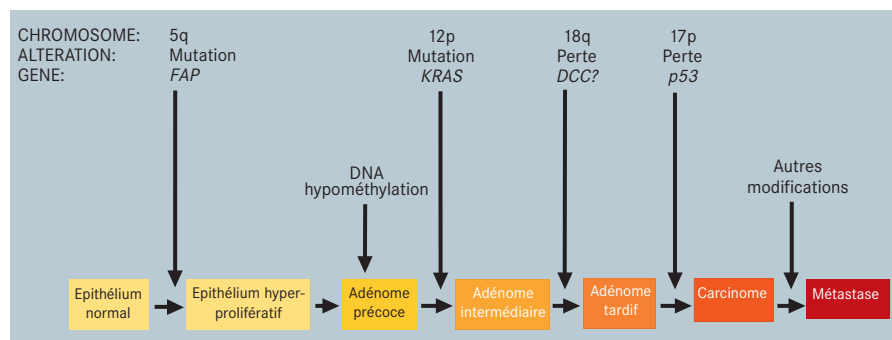 CHROMOSOME: 5q 12p 18q 17p
ALTERATION: Mutation Mutation Perte Perte
GENE: FAP KRAS DCC? p53
DNA
hypométhylation
Autres
modifications
Epithélium
normal
Epithélium hyper-
prolifératif
Adénome
précoce
Adénome
intermédiaire
Adénome
tardif
Carcinome
Métastase